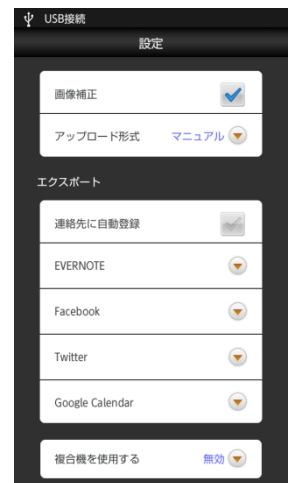 USB接続
設定
画像補正
アップロード形式 マニュアル
エクスポート
連絡先に自動登録
EVERNOTE
Facebook
Twitter
Google Calendar
複合機を使用する 無効